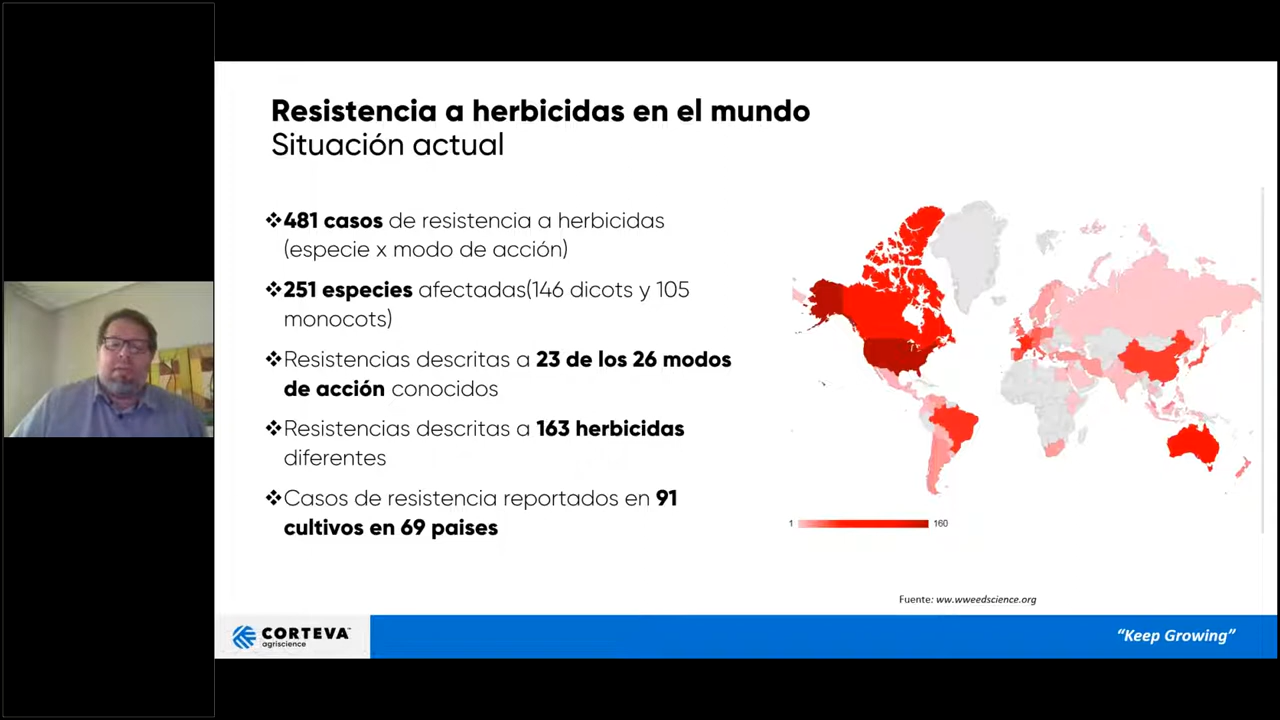 Resistencia a herbicidas en el mundo
Situación actual
❖481 casos de resistencia a herbicidas
(especie x modo de acción)
❖251 especies afectadas(146 dicots y 105
monocots)
❖Resistencias descritas a 23 de los 26 modos
de acción conocidos
❖Resistencias descritas a 163 herbicidas
diferentes
❖Casos de resistencia reportados en 91
cultivos en 69 paises
1 160
Fuente: ww.wweedscience.org
CORTEVA™
agriscience
“Keep Growing”